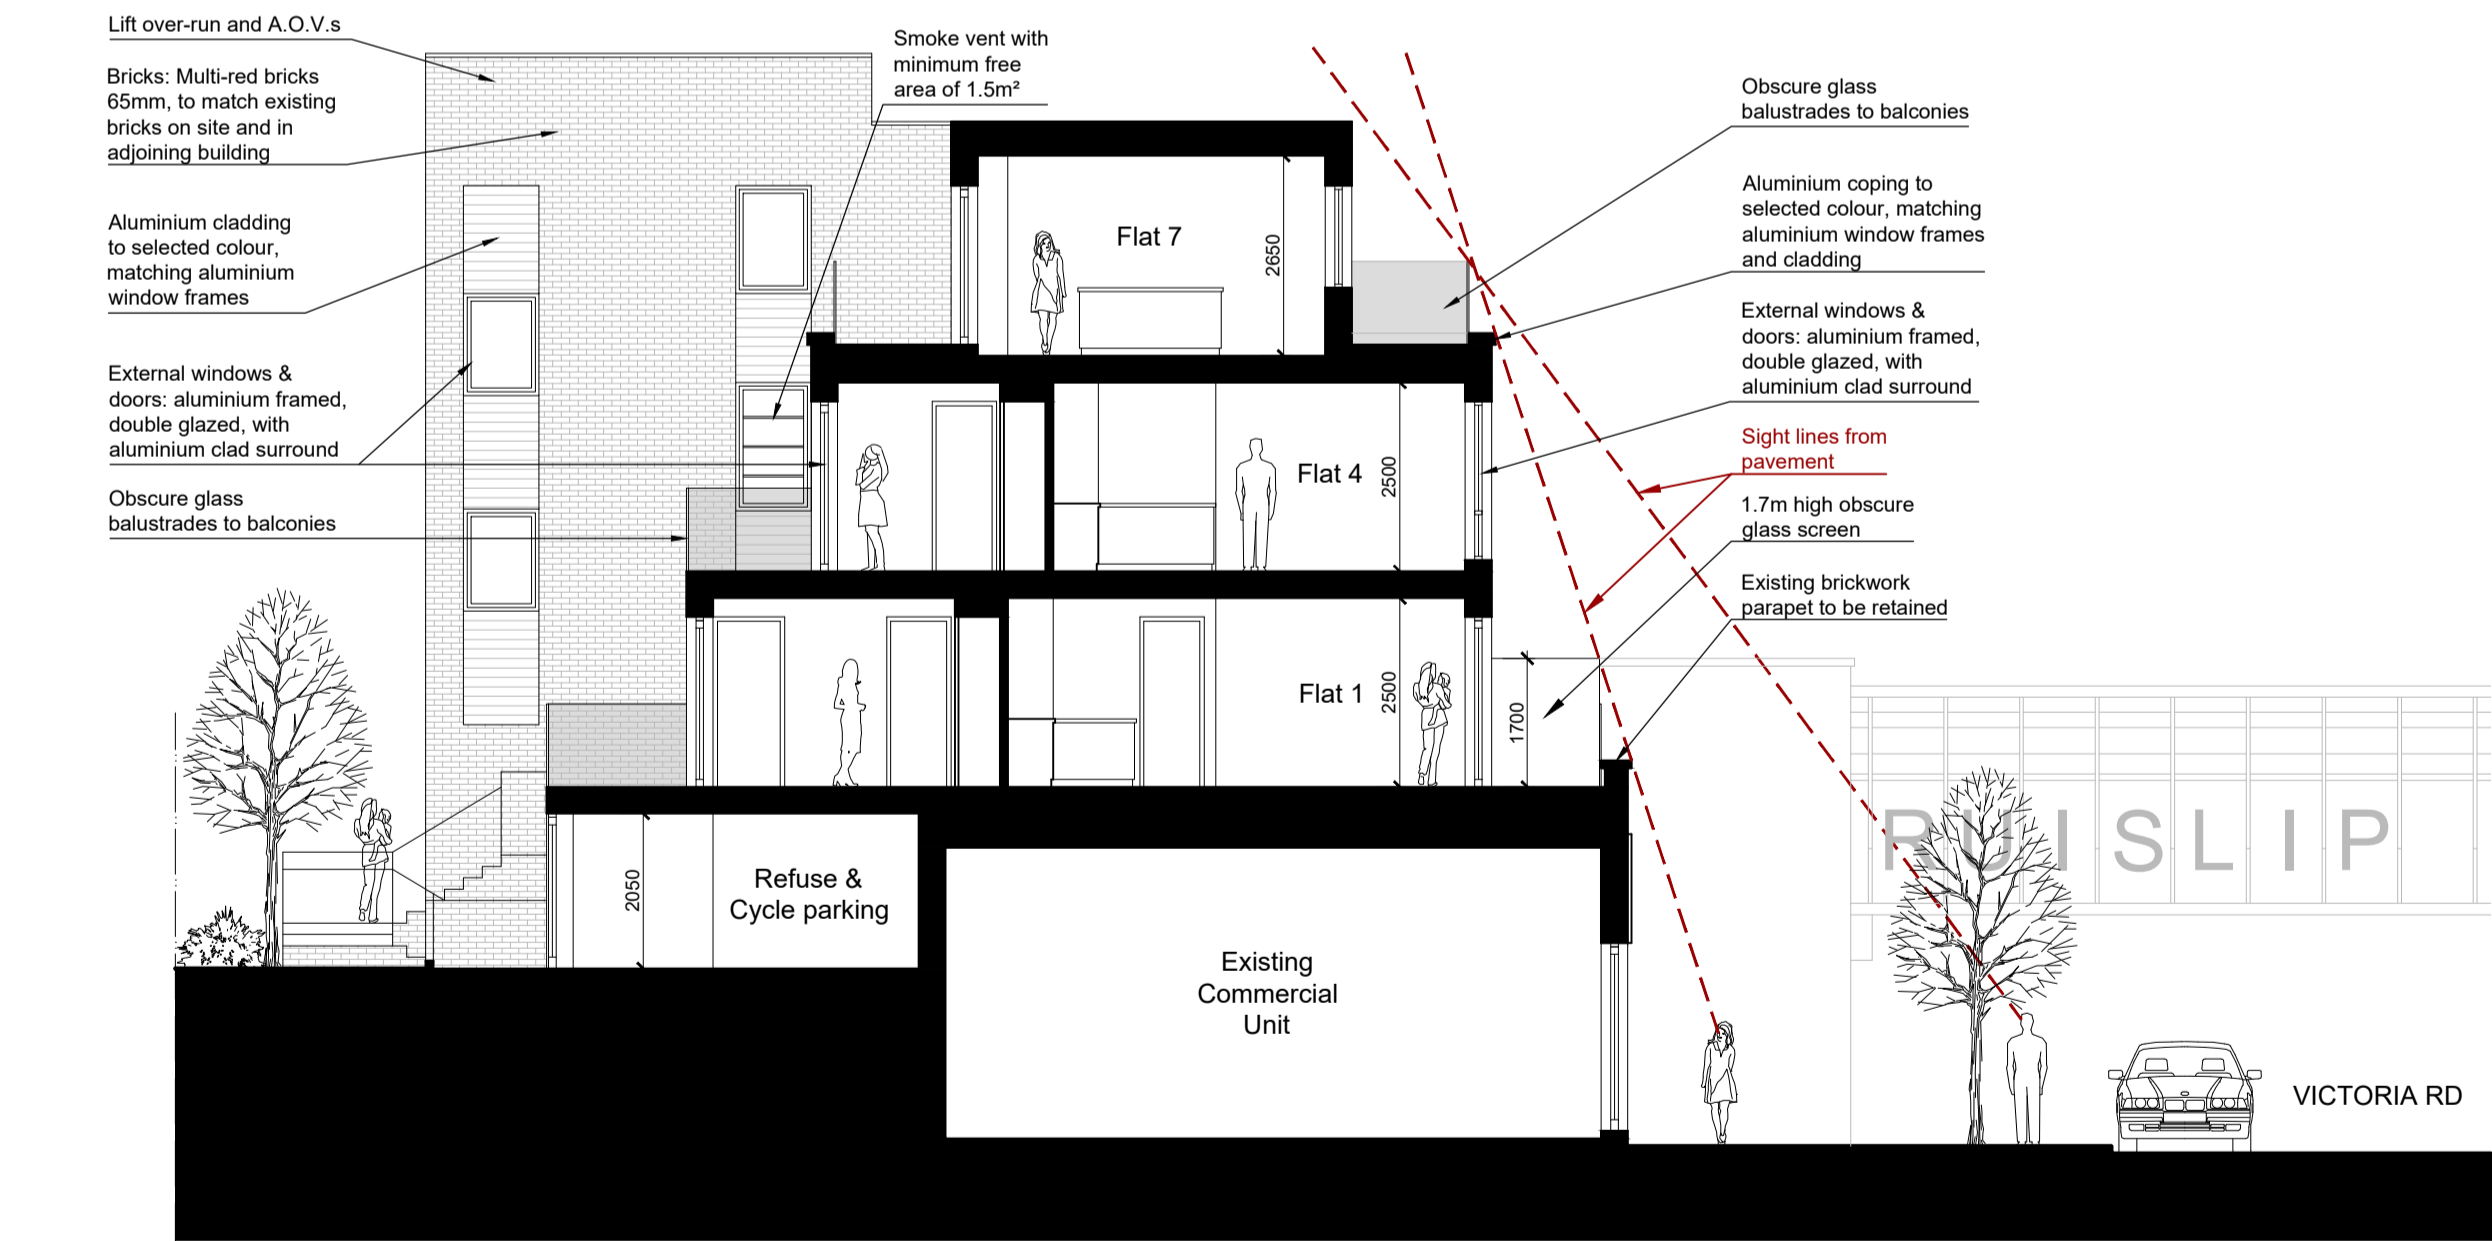 Lift over-run and A.O.V.s
Bricks: Multi-red bricks
65mm, to match existing
bricks on site and in
adjoining building
Aluminium cladding
to selected colour,
matching aluminium
window frames
External windows &
doors: aluminium framed,
double glazed, with
aluminium clad surround
Obscure glass
balustrades to balconies
Smoke vent with
minimum free
area of 1.5m²
Flat 7
2650
Flat 4
2500
Flat 1
2500
1700
Refuse &
Cycle parking
2050
Existing
Commercial
Unit
Obscure glass
balustrades to balconies
Aluminium coping to
selected colour, matching
aluminium window frames
and cladding
External windows &
doors: aluminium framed,
double glazed, with
aluminium clad surround
Sight lines from
pavement
1.7m high obscure
glass screen
Existing brickwork
parapet to be retained
RUISLIP
VICTORIA RD